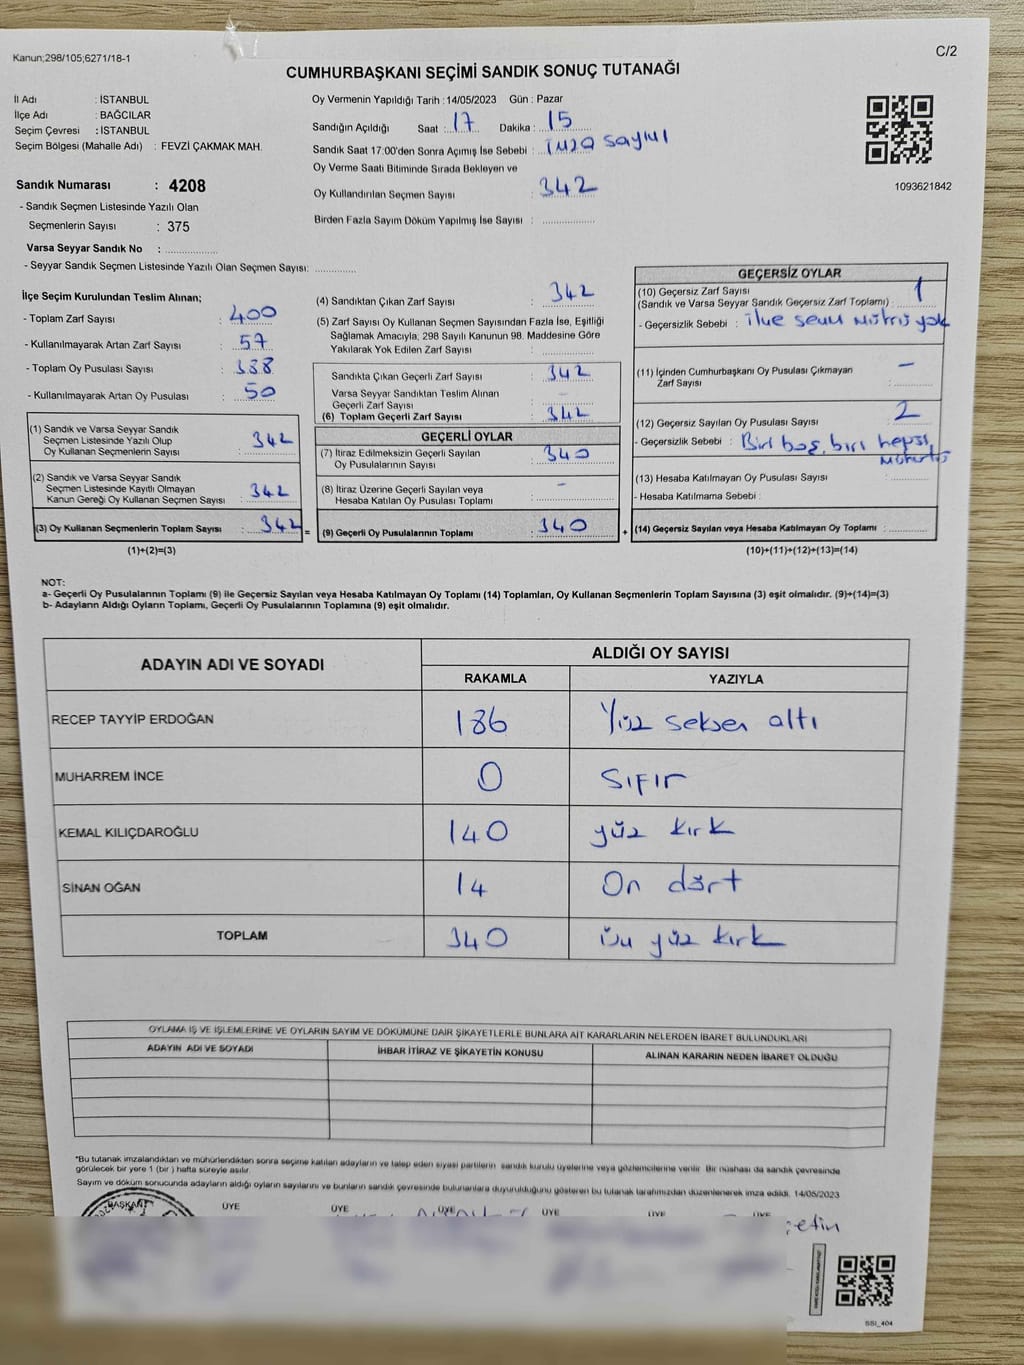 Kanun;298/105;6271/18-1
C/2
CUMHURBAŞKANI SEÇİMİ SANDIK SONUÇ TUTANAĞI
İl Adı : İSTANBUL
İlçe Adı : BAĞCILAR
Seçim Çevresi : İSTANBUL
Seçim Bölgesi (Mahalle Adı) : FEVZİ ÇAKMAK MAH.
Sandık Numarası : 4208
- Sandık Seçmen Listesinde Yazılı Olan
Seçmenlerin Sayısı : 375
Varsa Seyyar Sandık No : ..............
- Seyyar Sandık Seçmen Listesinde Yazılı Olan Seçmen Sayısı: ............
Oy Vermenin Yapıldığı Tarih : 14/05/2023 Gün : Pazar
Sandığın Açıldığı Saat : 17 Dakika : 15
Sandık Saat 17:00'den Sonra Açımış İse Sebebi : imza sayımı
Oy Verme Saati Bitiminde Sırada Bekleyen ve
Oy Kullandırılan Seçmen Sayısı : 342
Birden Fazla Sayım Döküm Yapılmış İse Sayısı : ..............
1093621842
İlçe Seçim Kurulundan Teslim Alınan;
- Toplam Zarf Sayısı : 400
- Kullanılmayarak Artan Zarf Sayısı : 57
- Toplam Oy Pusulası Sayısı : 388
- Kullanılmayarak Artan Oy Pusulası : 50
(1) Sandık ve Varsa Seyyar Sandık
Seçmen Listesinde Yazılı Olup
Oy Kullanan Seçmenlerin Sayısı : 342
(2) Sandık ve Varsa Seyyar Sandık
Seçmen Listesinde Kayıtlı Olmayan
Kanun Gereği Oy Kullanan Seçmen Sayısı : 342
(3) Oy Kullanan Seçmenlerin Toplam Sayısı : 342 =
(1)+(2)=(3)
(4) Sandıktan Çıkan Zarf Sayısı : 342
(5) Zarf Sayısı Oy Kullanan Seçmen Sayısından Fazla İse, Eşitliği
Sağlamak Amacıyla, 298 Sayılı Kanunun 98. Maddesine Göre
Yakılarak Yok Edilen Zarf Sayısı : ..............
Sandıkta Çıkan Geçerli Zarf Sayısı : 342
Varsa Seyyar Sandıktan Teslim Alınan
Geçerli Zarf Sayısı : -
(6) Toplam Geçerli Zarf Sayısı : 342
GEÇERLİ OYLAR
(7) İtiraz Edilmeksizin Geçerli Sayılan
Oy Pusulalarının Sayısı : 340
(8) İtiraz Üzerine Geçerli Sayılan veya
Hesaba Katılan Oy Pusulası Toplamı : -
(9) Geçerli Oy Pusulalarının Toplamı : 340 +
GEÇERSİZ OYLAR
(10) Geçersiz Zarf Sayısı
(Sandık ve Varsa Seyyar Sandık Geçersiz Zarf Toplamı) : 1
- Geçersizlik Sebebi : ilçe seçim mührü yok
(11) İçinden Cumhurbaşkanı Oy Pusulası Çıkmayan
Zarf Sayısı : -
(12) Geçersiz Sayılan Oy Pusulası Sayısı : 2
- Geçersizlik Sebebi : Biri boş, biri hepsi
(13) Hesaba Katılmayan Oy Pusulası Sayısı : ..........
- Hesaba Katılmama Sebebi :
(14) Geçersiz Sayılan veya Hesaba Katılmayan Oy Toplamı : ..........
(10)+(11)+(12)+(13)=(14)
NOT:
a- Geçerli Oy Pusulalarının Toplamı (9) ile Geçersiz Sayılan veya Hesaba Katılmayan Oy Toplamı (14) Toplamları, Oy Kullanan Seçmenlerin Toplam Sayısına (3) eşit olmalıdır. (9)+(14)=(3)
b- Adayların Aldığı Oyların Toplamı, Geçerli Oy Pusulalarının Toplamına (9) eşit olmalıdır.
ADAYIN ADI VE SOYADI
ALDIĞI OY SAYISI
RAKAMLA YAZIYLA
RECEP TAYYİP ERDOĞAN 186 Yüz seksen altı
MUHARREM İNCE 0 sıfır
KEMAL KILIÇDAROĞLU 140 yüz kırk
SİNAN OĞAN 14 On dört
TOPLAM 340 üç yüz kırk
OYLAMA İŞ VE İŞLEMLERİNE VE OYLARIN SAYIM VE DÖKÜMÜNE DAİR ŞİKAYETLERLE BUNLARA AİT KARARLARIN NELERDEN İBARET BULUNDUKLARI
ADAYIN ADI VE SOYADI İHBAR İTİRAZ VE ŞİKAYETİN KONUSU ALINAN KARARIN NEDEN İBARET OLDUĞU
*Bu tutanak imzalandıktan ve mühürlendikten sonra seçime katılan adayların ve talep eden siyasi partilerin sandık kurulu üyelerine veya gözlemcilerine verilir. Bir nüshası da sandık çevresinde
görülecek bir yere 1 (bir) hafta süreyle asılır.
Sayım ve döküm sonucunda adayların aldığı oyların sayılarını ve bunların sandık çevresinde bulunanlara duyurulduğunu gösteren bu tutanak tarafımızdan düzenlenerek imza edildi. 14/05/2023
BAŞKAN ÜYE ÜYE ÜYE ÜYE ÜYE ÜYE
çetin
SSI_404